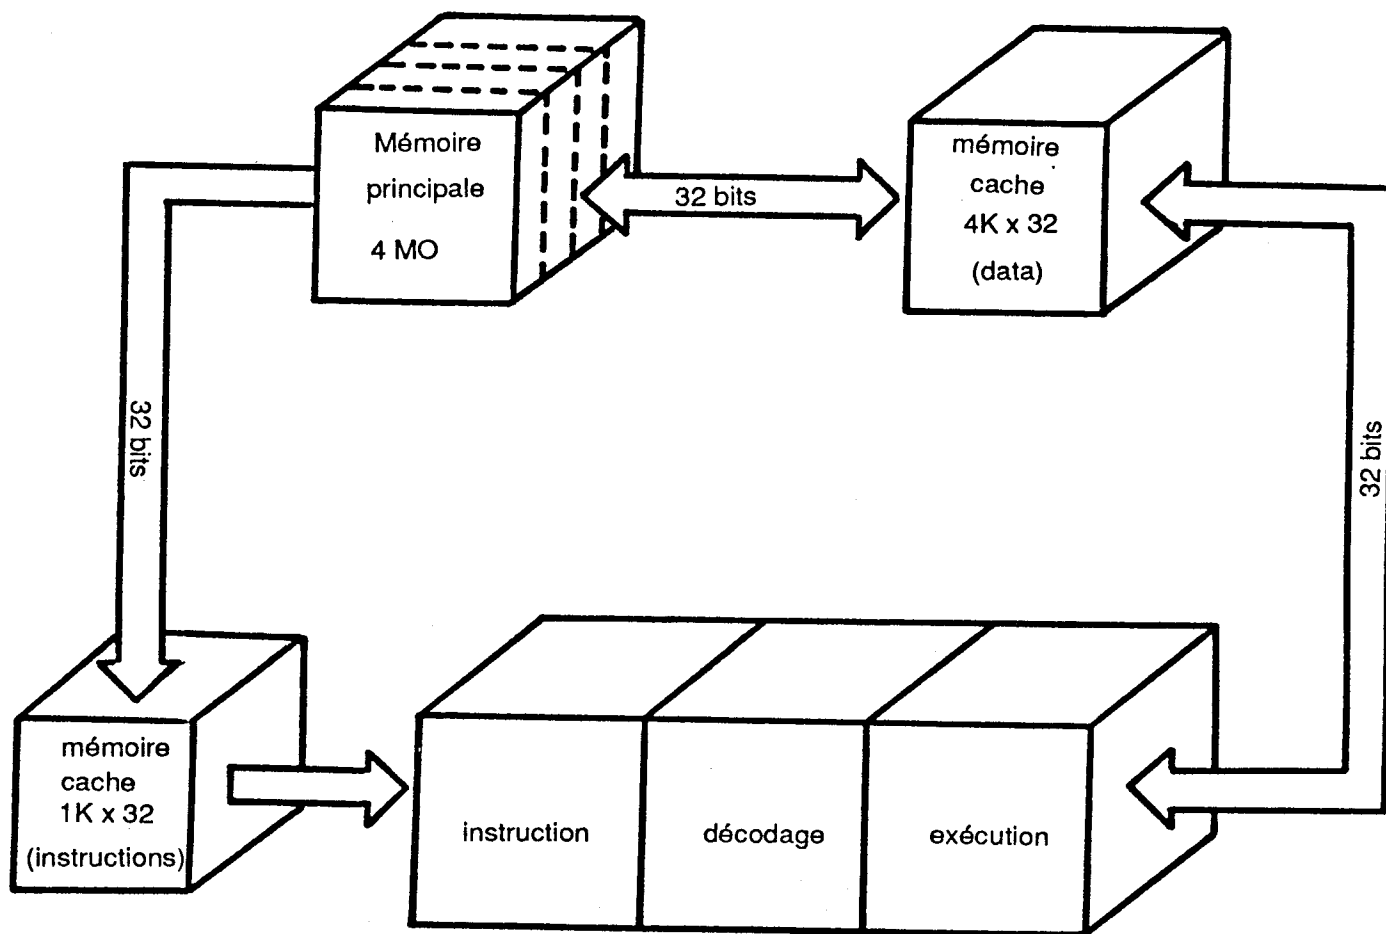 Mémoire
principale
4 MO
32 bits
mémoire
cache
4K x 32
(data)
32 bits
32 bits
mémoire
cache
1K x 32
(instructions)
instruction
décodage
exécution